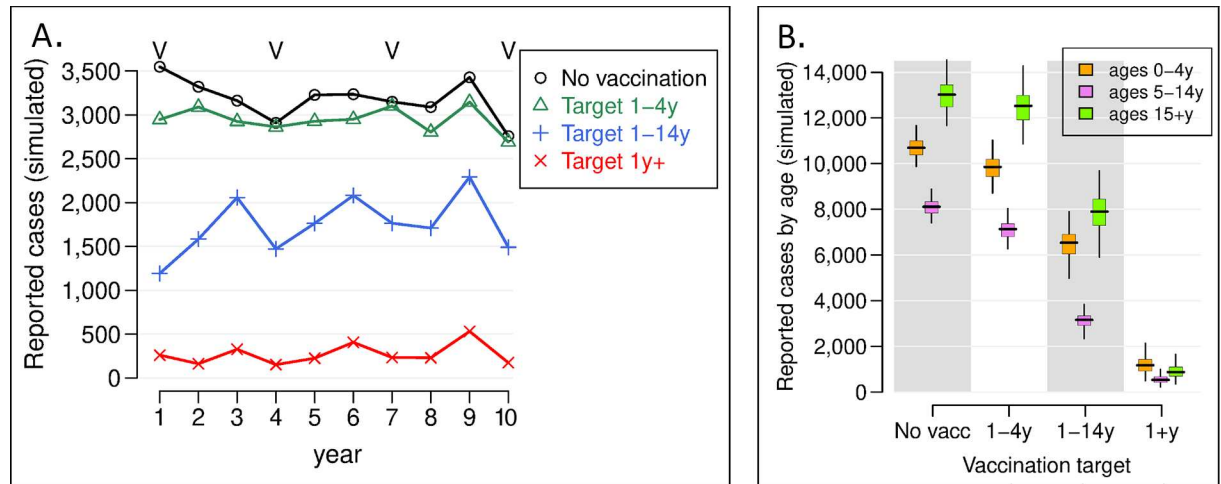 A.
V V V V
Reported cases (simulated)
3,500
3,000
2,500
2,000
1,500
1,000
500
0
1 2 3 4 5 6 7 8 9 10
year
No vaccination
Target 1−4y
Target 1−14y
Target 1y+
B.
Reported cases by age (simulated)
14,000
12,000
10,000
8,000
6,000
4,000
2,000
0
ages 0−4y
ages 5−14y
ages 15+y
No vacc 1−4y 1−14y 1+y
Vaccination target